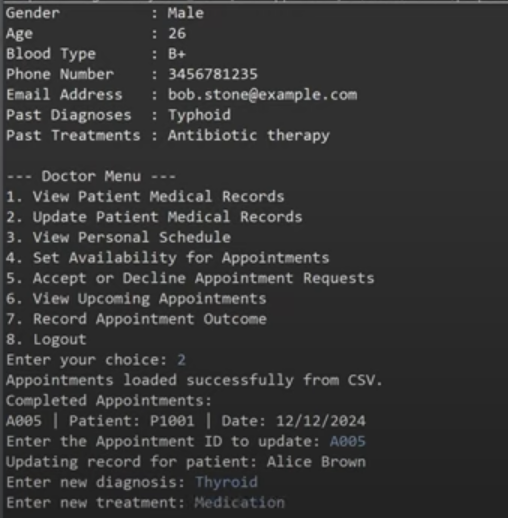 Gender          : Male
Age             : 26
Blood Type      : B+
Phone Number    : 3456781235
Email Address   : bob.stone@example.com
Past Diagnoses  : Typhoid
Past Treatments : Antibiotic therapy
--- Doctor Menu ---
1. View Patient Medical Records
2. Update Patient Medical Records
3. View Personal Schedule
4. Set Availability for Appointments
5. Accept or Decline Appointment Requests
6. View Upcoming Appointments
7. Record Appointment Outcome
8. Logout
Enter your choice: 2
Appointments loaded successfully from CSV.
Completed Appointments:
A005 | Patient: P1001 | Date: 12/12/2024
Enter the Appointment ID to update: A005
Updating record for patient: Alice Brown
Enter new diagnosis: Thyroid
Enter new treatment: Medication